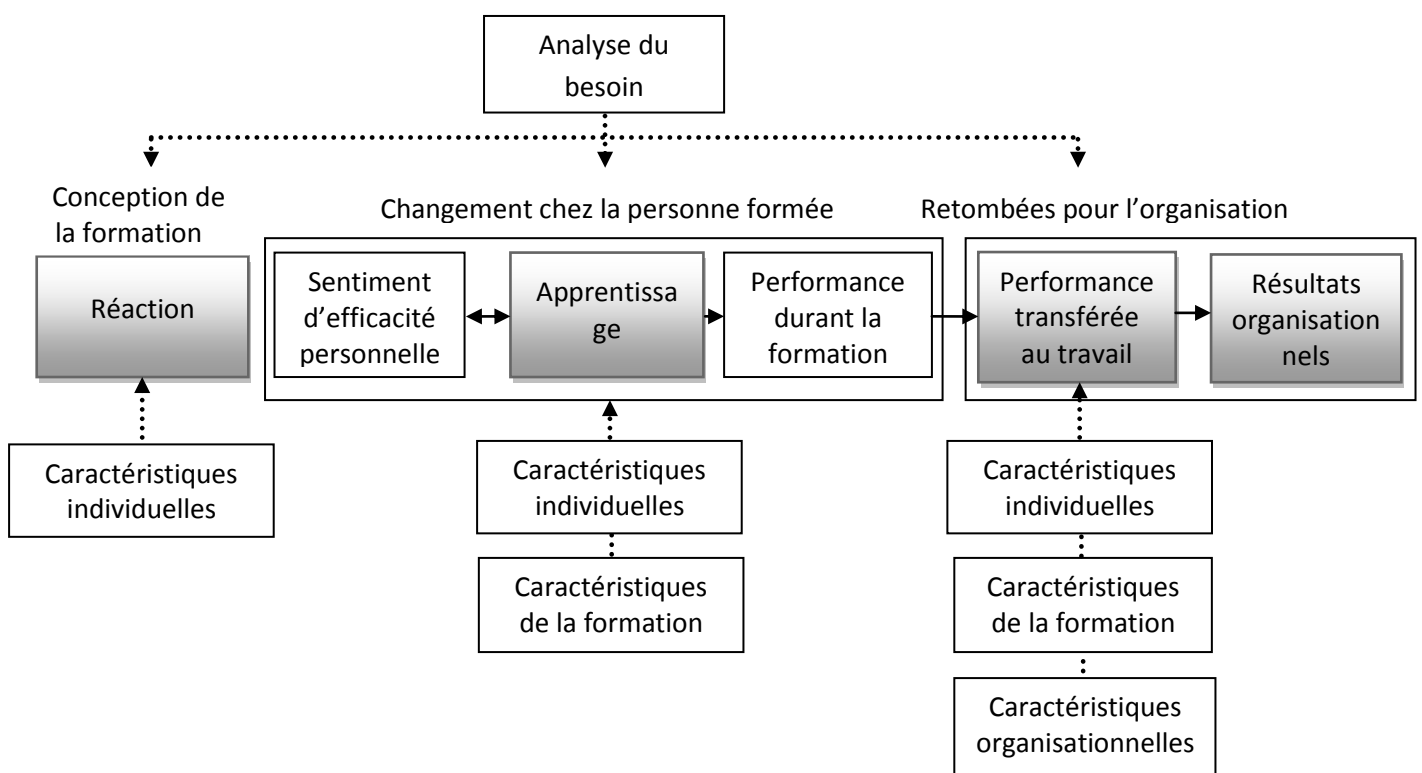 Analyse du
besoin
Conception de
la formation
Changement chez la personne formée
Retombées pour l’organisation
Réaction
Sentiment
d’efficacité
personnelle
Apprentissa
ge
Performance
durant la
formation
Performance
transférée
au travail
Résultats
organisation
nels
Caractéristiques
individuelles
Caractéristiques
individuelles
Caractéristiques
individuelles
Caractéristiques
de la formation
Caractéristiques
de la formation
Caractéristiques
organisationnelles